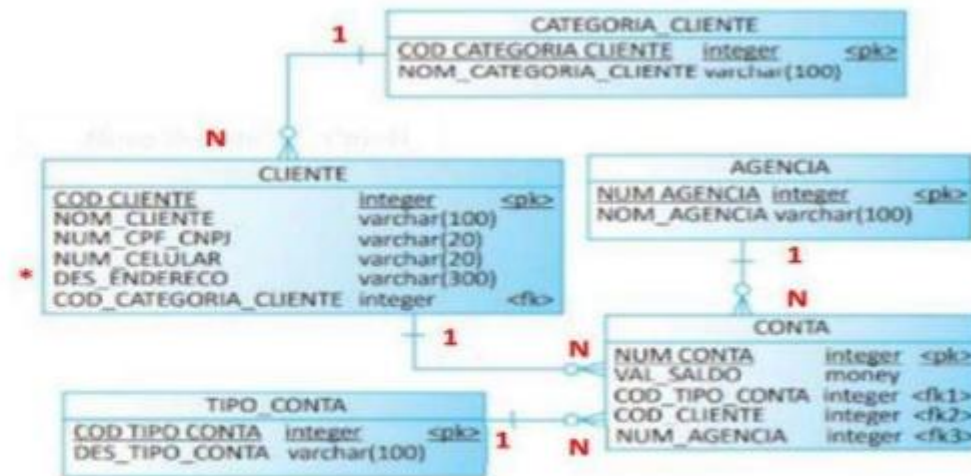 CATEGORIA_CLIENTE
COD CATEGORIA CLIENTE integer <pk>
NOM_CATEGORIA_CLIENTE varchar(100)
1
N
CLIENTE
COD CLIENTE integer <pk>
NOM_CLIENTE varchar(100)
NUM_CPF_CNPJ varchar(20)
NUM_CELULAR varchar(20)
* DES_ENDERECO varchar(300)
COD_CATEGORIA_CLIENTE integer <fk>
AGENCIA
NUM AGENCIA integer <pk>
NOM_AGENCIA varchar(100)
1
N
1
N
CONTA
NUM CONTA integer <pk>
VAL_SALDO money
COD_TIPO_CONTA integer <fk1>
COD_CLIENTE integer <fk2>
NUM_AGENCIA integer <fk3>
TIPO_CONTA
COD TIPO CONTA integer <pk>
DES_TIPO_CONTA varchar(100)
1
N